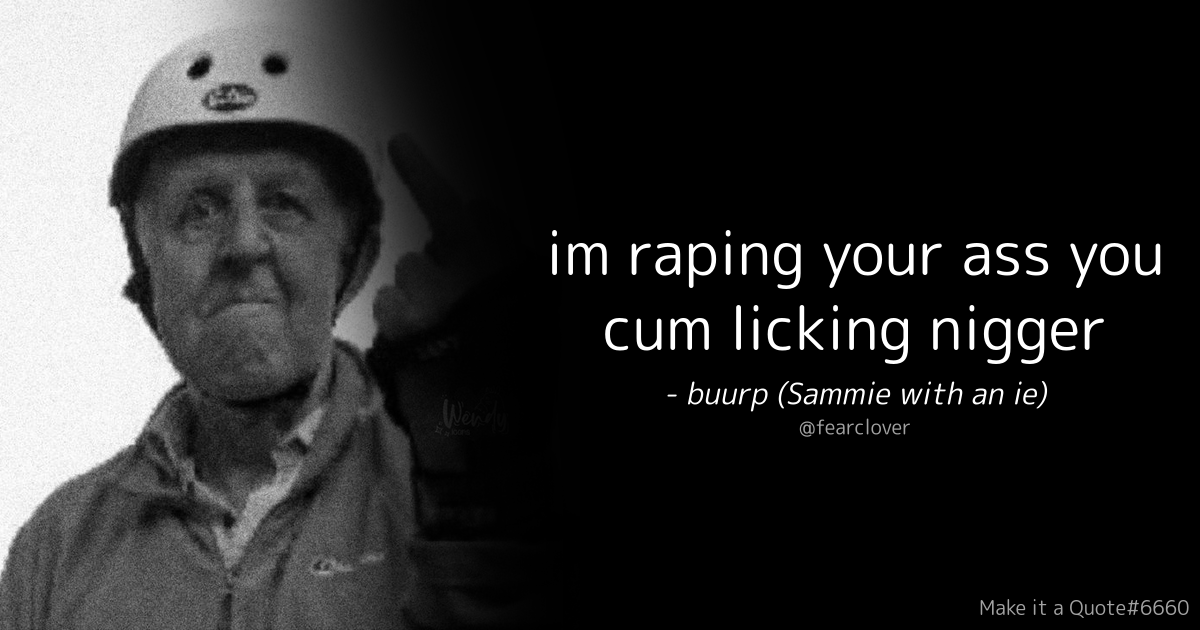 im raping your ass you
cum licking nigger
- buurp (Sammie with an ie)
@fearclover
Make it a Quote#6660